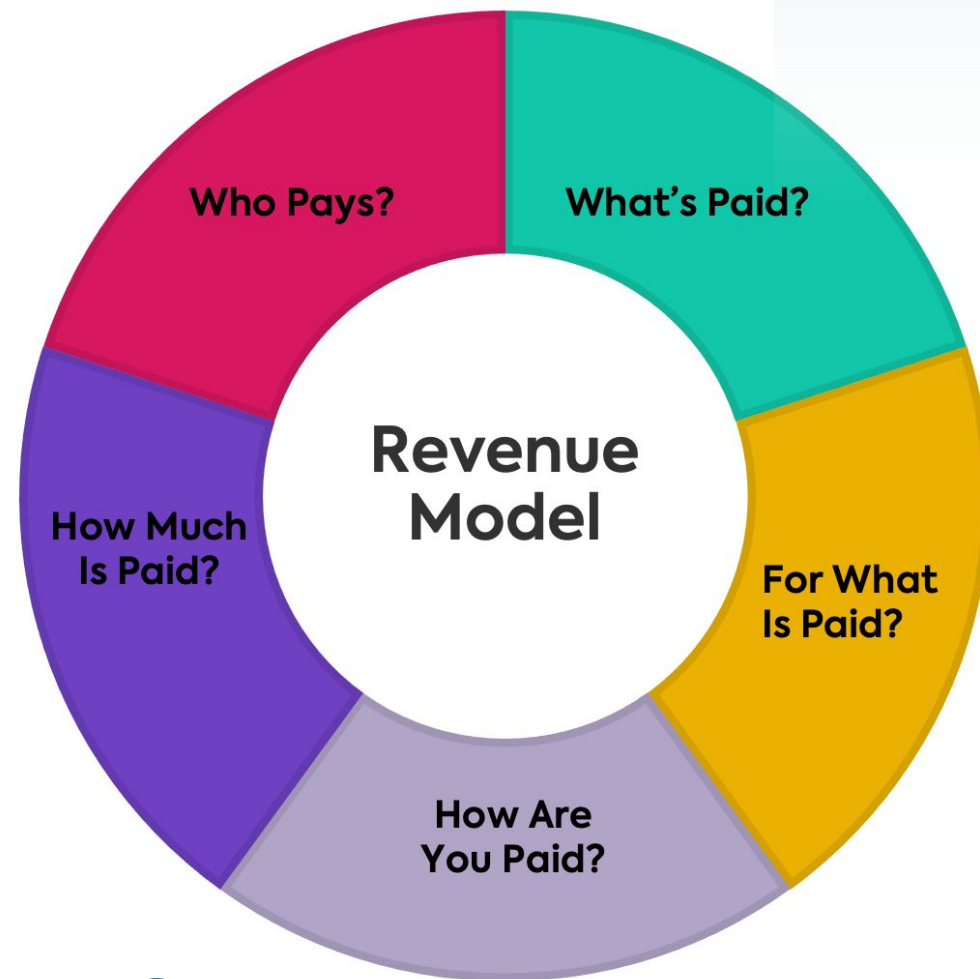 Who Pays?
What's Paid?
Revenue
Model
How Much
Is Paid?
For What
Is Paid?
How Are
You Paid?